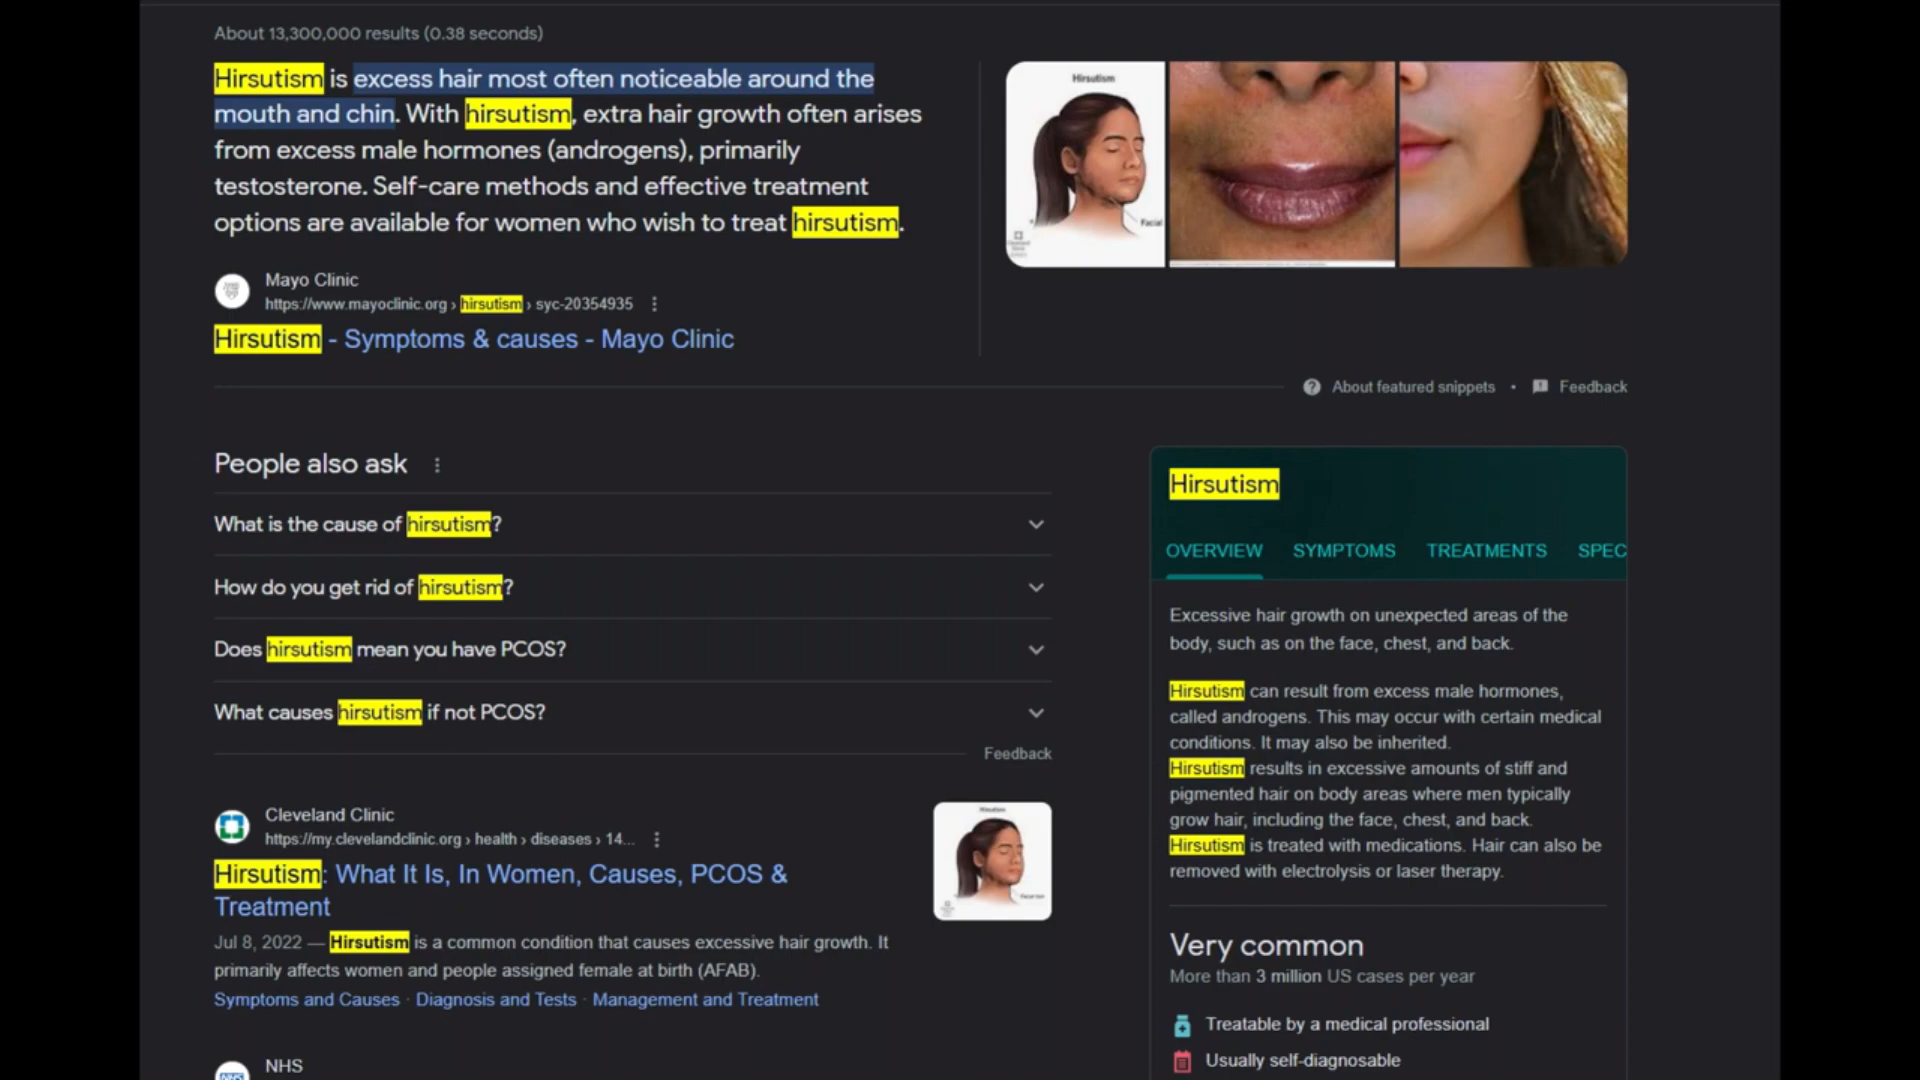 About 13,300,000 results (0.38 seconds)
Hirsutism is excess hair most often noticeable around the
mouth and chin. With hirsutism, extra hair growth often arises
from excess male hormones (androgens), primarily
testosterone. Self-care methods and effective treatment
options are available for women who wish to treat hirsutism.
Hirsutism
Facial
Mayo Clinic
https://www.mayoclinic.org › hirsutism › syc-20354935
Hirsutism - Symptoms & causes - Mayo Clinic
About featured snippets • Feedback
People also ask
What is the cause of hirsutism?
How do you get rid of hirsutism?
Does hirsutism mean you have PCOS?
What causes hirsutism if not PCOS?
Feedback
Cleveland Clinic
https://my.clevelandclinic.org › health › diseases › 14...
Hirsutism: What It Is, In Women, Causes, PCOS &
Treatment
Jul 8, 2022 — Hirsutism is a common condition that causes excessive hair growth. It
primarily affects women and people assigned female at birth (AFAB).
Symptoms and Causes · Diagnosis and Tests · Management and Treatment
Hirsutism
NHS
NHS
Hirsutism
OVERVIEW SYMPTOMS TREATMENTS SPEC
Excessive hair growth on unexpected areas of the
body, such as on the face, chest, and back.
Hirsutism can result from excess male hormones,
called androgens. This may occur with certain medical
conditions. It may also be inherited.
Hirsutism results in excessive amounts of stiff and
pigmented hair on body areas where men typically
grow hair, including the face, chest, and back.
Hirsutism is treated with medications. Hair can also be
removed with electrolysis or laser therapy.
Very common
More than 3 million US cases per year
Treatable by a medical professional
Usually self-diagnosable